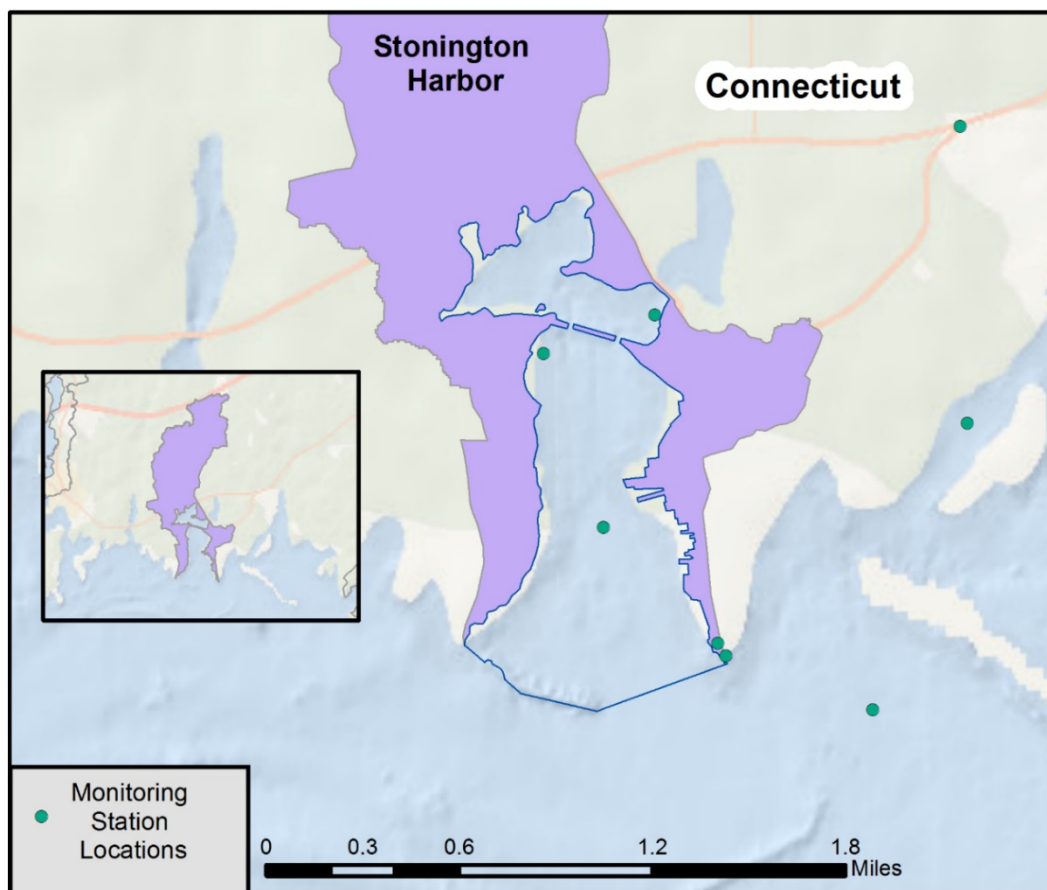 Stonington
Harbor
Connecticut
Monitoring
Station
Locations
0 0.3 0.6 1.2 1.8
Miles